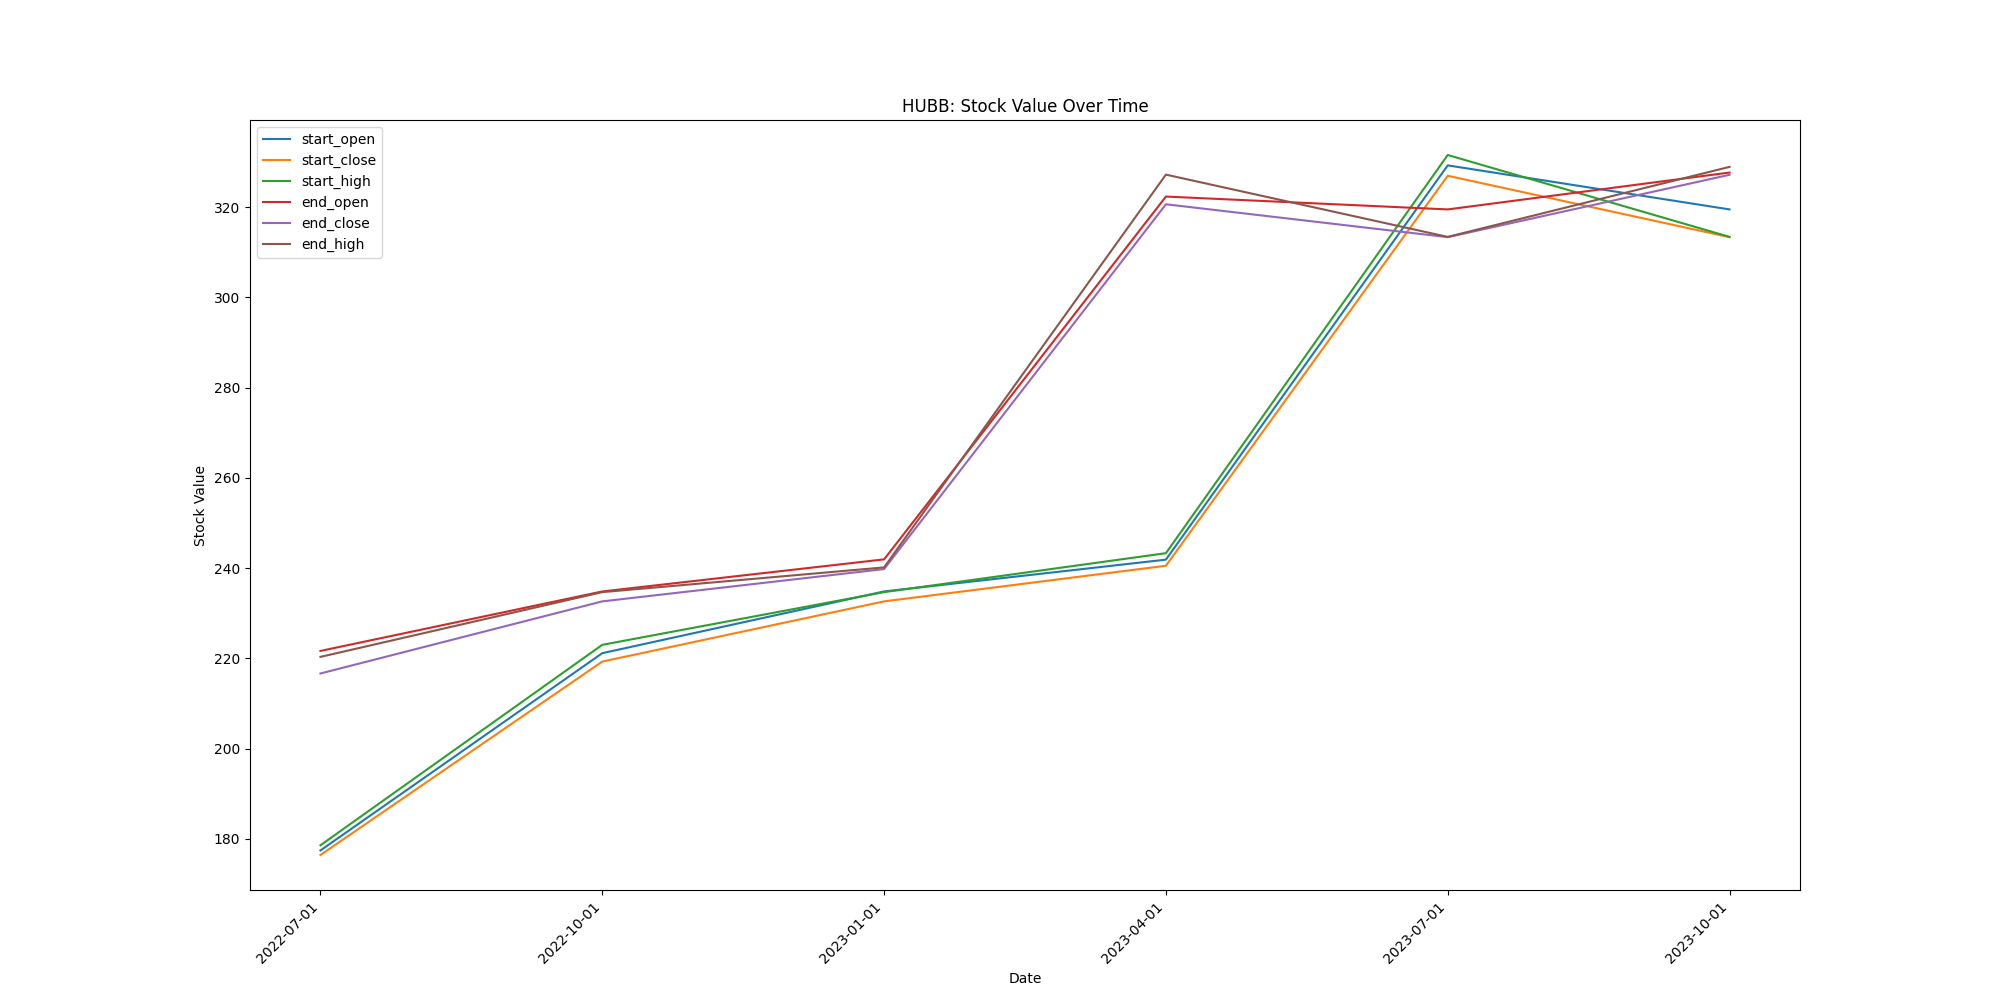 HUBB: Stock Value Over Time
start_open
start_close
start_high
end_open
end_close
end_high
320
300
280
260
240
220
200
180
Stock Value
2022-07-01
2022-10-01
2023-01-01
2023-04-01
2023-07-01
2023-10-01
Date